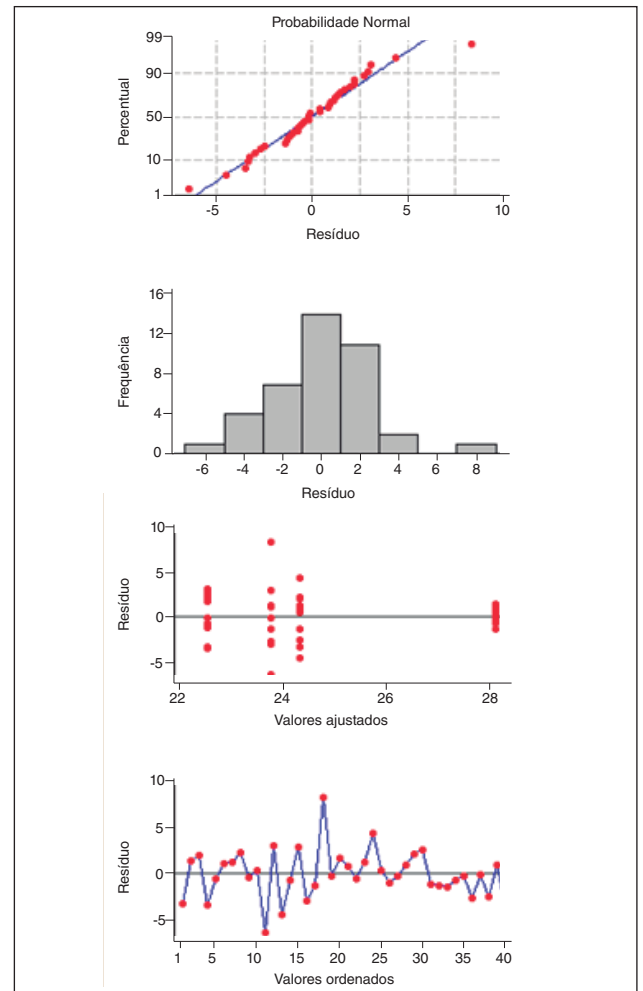 Probabilidade Normal
99
90
50
10
1
Percentual
-5 0 5 10
Resíduo
16
12
8
4
0
Frequência
-6 -4 -2 0 2 4 6 8
Resíduo
10
5
0
-5
Resíduo
22 24 26 28
Valores ajustados
10
5
0
-5
Resíduo
1 5 10 15 20 25 30 35 40
Valores ordenados